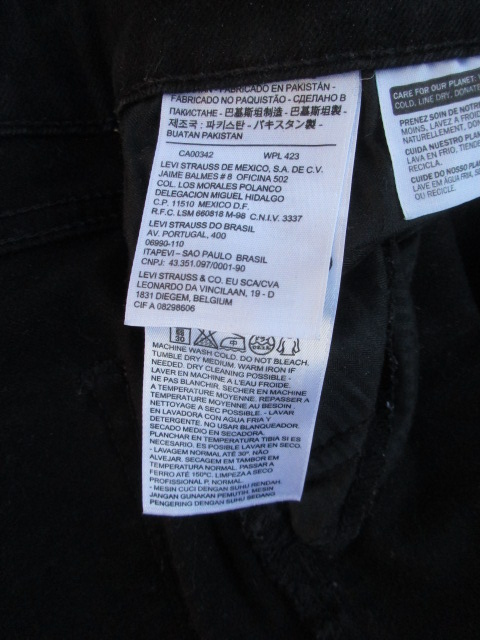 FABRICADO EN PAKISTÁN -
FABRICADO NO PAQUISTÃO - СДЕЛАНО В
ПАКИСТАНЕ - 巴基斯坦制造 - 巴基斯坦製 -
제조국 : 파키스탄 - パキスタン製 -
BUATAN PAKISTAN
CA00342 WPL 423
LEVI STRAUSS DE MEXICO, S.A. DE C.V.
JAIME BALMES # 8 OFICINA 502
COL. LOS MORALES POLANCO
DELEGACION MIGUEL HIDALGO
C.P. 11510 MEXICO D.F.
R.F.C. LSM 660818 M-98 C.N.I.V. 3337
LEVI STRAUSS DO BRASIL
AV. PORTUGAL, 400
06990-110
ITAPEVI – SAO PAULO BRASIL
CNPJ: 43.351.097/0001-90
LEVI STRAUSS & CO. EU SCA/CVA
LEONARDO DA VINCILAAN, 19 - D
1831 DIEGEM, BELGIUM
CIF A 08298606
30
MACHINE WASH COLD. DO NOT BLEACH.
TUMBLE DRY MEDIUM. WARM IRON IF
NEEDED. DRY CLEANING POSSIBLE -
LAVER EN MACHINE A L'EAU FROIDE.
NE PAS BLANCHIR. SECHER EN MACHINE
A TEMPERATURE MOYENNE. REPASSER A
TEMPERATURE MOYENNE AU BESOIN
NETTOYAGE A SEC POSSIBLE. - LAVAR
EN LAVADORA CON AGUA FRIA Y
DETERGENTE. NO USAR BLANQUEADOR.
SECADO MEDIO EN SECADORA.
PLANCHAR EN TEMPERATURA TIBIA SI ES
NECESARIO. ES POSIBLE LAVAR EN SECO.
- LAVAGEM NORMAL ATÉ 30°. NÃO
ALVEJAR. SECAGEM EM TAMBOR EM
TEMPERATURA NORMAL. PASSAR A
FERRO ATÉ 150°C. LIMPEZA A SECO
PROFISSIONAL P. NORMAL.
- MESIN CUCI DENGAN SUHU RENDAH.
JANGAN GUNAKAN PEMUTIH. MESIN
PENGERING DENGAN SUHU SEDANG
CARE FOR OUR PLANET:
COLD, LINE DRY, DONATE
PRENEZ SOIN DE NOTRE
MOINS, LAVEZ A FROID
NATURELLEMENT,
CUIDA NUESTRO
LAVA EN FRIO,
RECICLA.
CUIDE DO NOSSO
LAVE EM AGUA FRIA,
OU RECICLE.